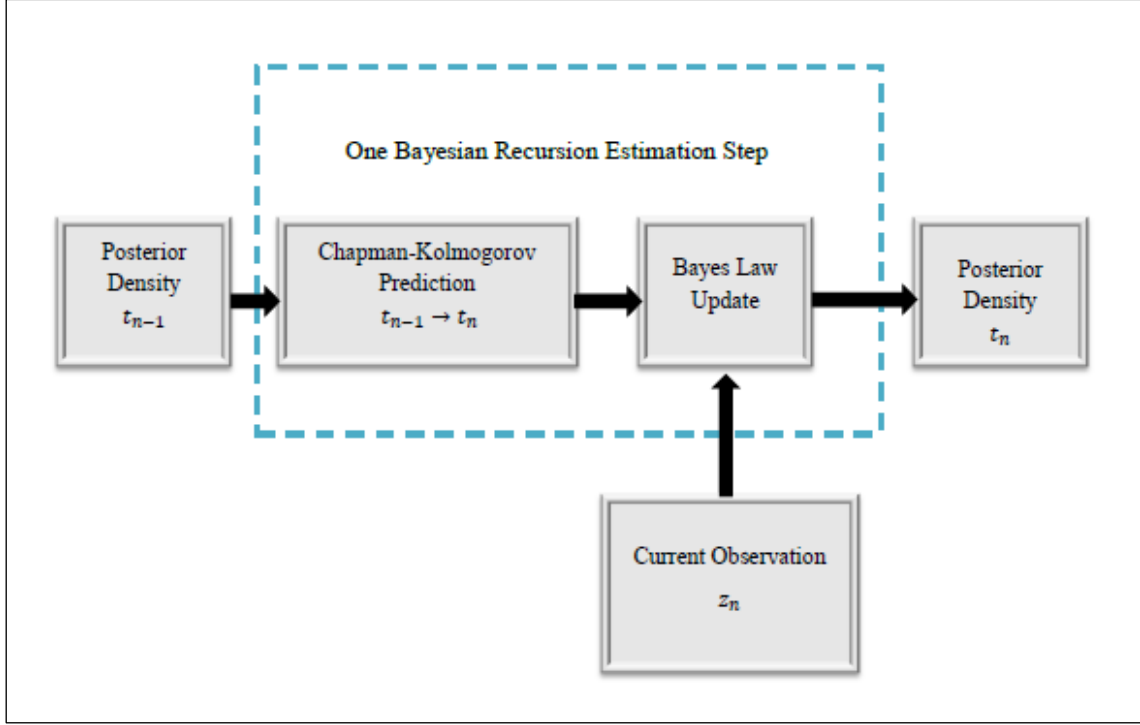 One Bayesian Recursion Estimation Step
Posterior
Density
t_{n−1}
Chapman-Kolmogorov
Prediction
t_{n−1} → t_n
Bayes Law
Update
Posterior
Density
t_n
Current Observation
z_n